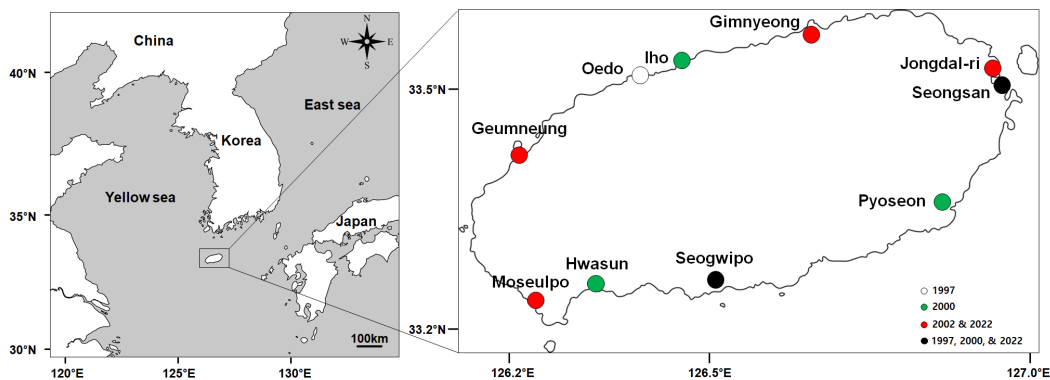 China
N
W
E
S
40°N
East sea
Korea
Yellow sea
35°N
Japan
100km
30°N
120°E
125°E
130°E
Gimnyeong
Iho
Oedo
Jongdal-ri
33.5°N
Seongsan
Geumneung
Pyoseon
Seogwipo
Hwasun
Moseulpo
1997
2000
2002 & 2022
1997, 2000, & 2022
33.2°N
126.2°E
126.5°E
127.0°E